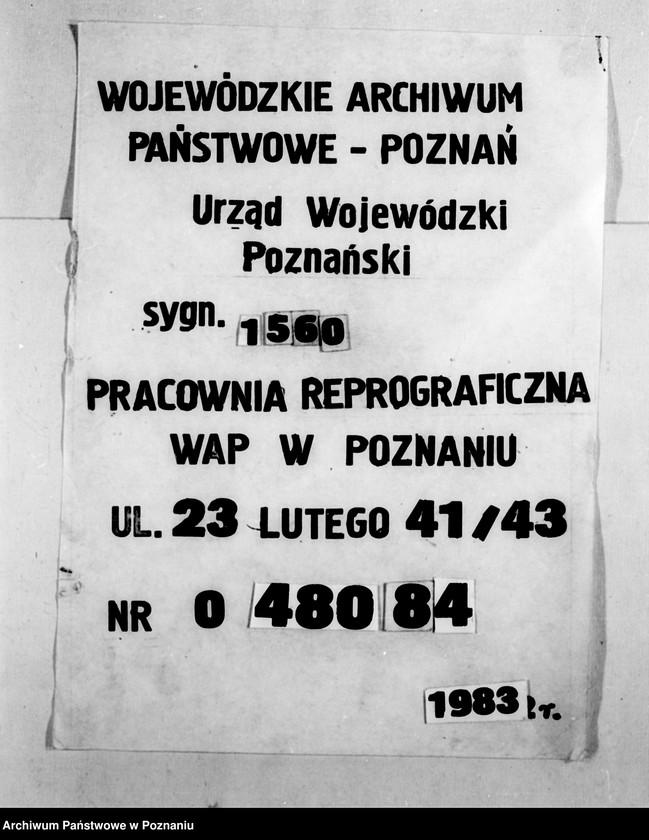 WOJEWÓDZKIE ARCHIWUM
PAŃSTWOWE - POZNAŃ
Urząd Wojewódzki
Poznański
sygn. 1560
PRACOWNIA REPROGRAFICZNA
WAP W POZNANIU
UL. 23 LUTEGO 41/43
NR 0 480 84
1983 r.
Archiwum Państwowe w Poznaniu